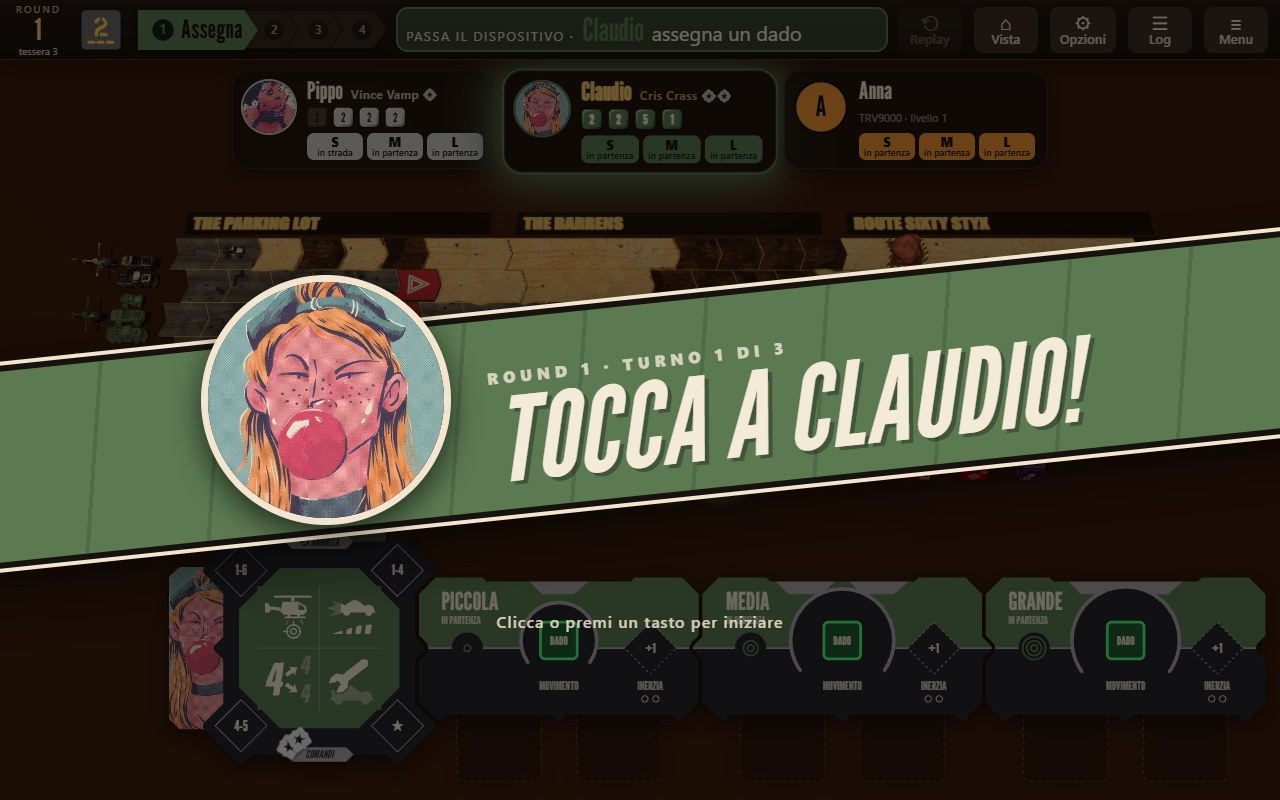 ROUND
1
tessera 3
2
1 Assegna
2
3
4
PASSA IL DISPOSITIVO · Claudio assegna un dado
Replay
Vista
Opzioni
Log
Menu
Pippo Vince Vamp
2 2 2 2
S in strada
M in partenza
L in partenza
Claudio Cris Crass
2 2 5 1
S in partenza
M in partenza
L in partenza
A
Anna
TRV9000 · livello 1
S in partenza
M in partenza
L in partenza
THE PARKING LOT
THE BARRENS
ROUTE SIXTY STYX
ROUND 1 · TURNO 1 DI 3
TOCCA A CLAUDIO!
1-6
1-4
4
4
4
4-5
COMANDI
PICCOLA
IN PARTENZA
DADO
+1
MOVIMENTO
INERZIA
MEDIA
DADO
+1
MOVIMENTO
INERZIA
GRANDE
IN PARTENZA
DADO
+1
MOVIMENTO
INERZIA
Clicca o premi un tasto per iniziare